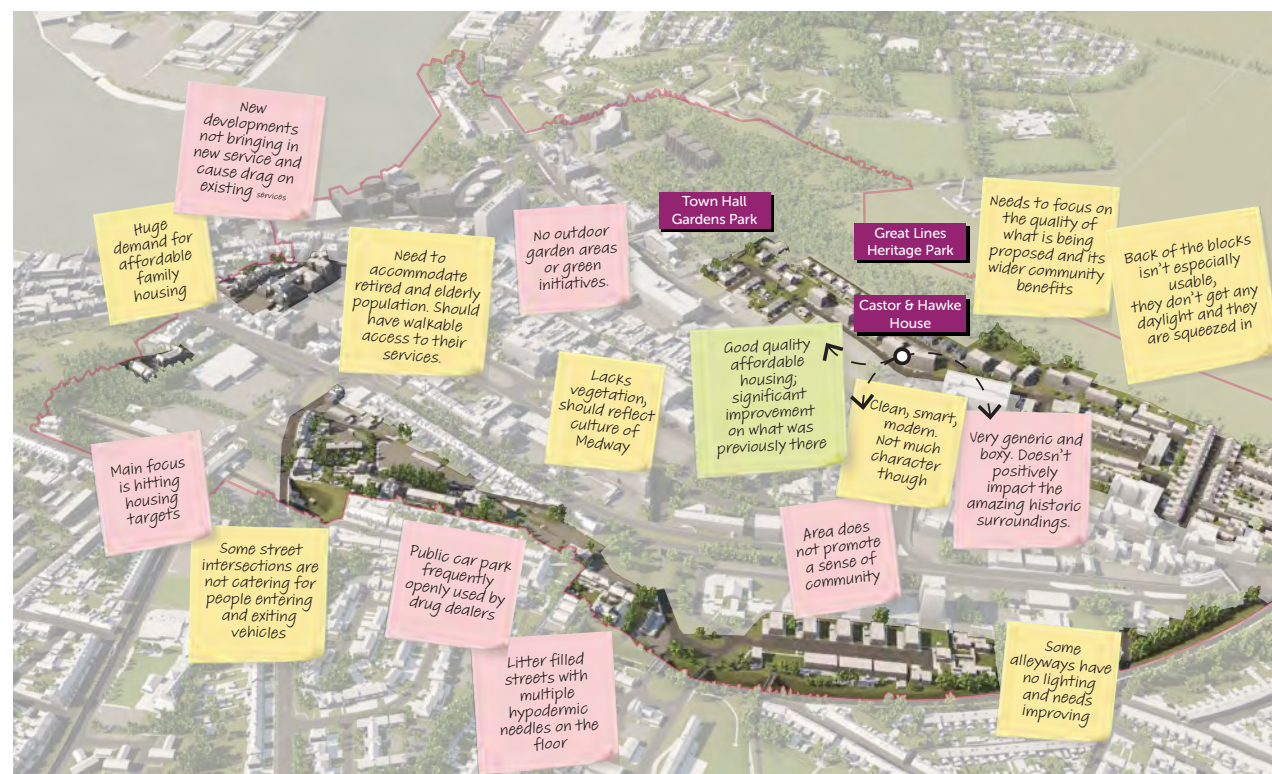 New
developments
not bringing in
new service and
cause drag on
existing services
Huge
demand for
affordable
family
housing
Need to
accommodate
retired and elderly
population. Should
have walkable
access to their
services.
No outdoor
garden areas
or green
initiatives.
Town Hall
Gardens Park
Great Lines
Heritage Park
Castor & Hawke
House
Needs to focus on
the quality of
what is being
proposed and its
wider community
benefits
Back of the blocks
isn't especially
usable,
they don't get any
daylight and they
are squeezed in
Lacks
vegetation,
should reflect
culture of
Medway
Good quality
affordable
housing;
significant
improvement
on what was
previously there
Clean, smart,
modern.
Not much
character
though
Very generic and
boxy. Doesn't
positively
impact the
amazing historic
surroundings.
Main focus
is hitting
housing
targets
Some street
intersections are
not catering for
people entering
and exiting
vehicles
Public car park
frequently
openly used by
drug dealers
Area does
not promote
a sense of
community
Litter filled
streets with
multiple
hypodermic
needles on the
floor
Some
alleyways have
no lighting
and needs
improving